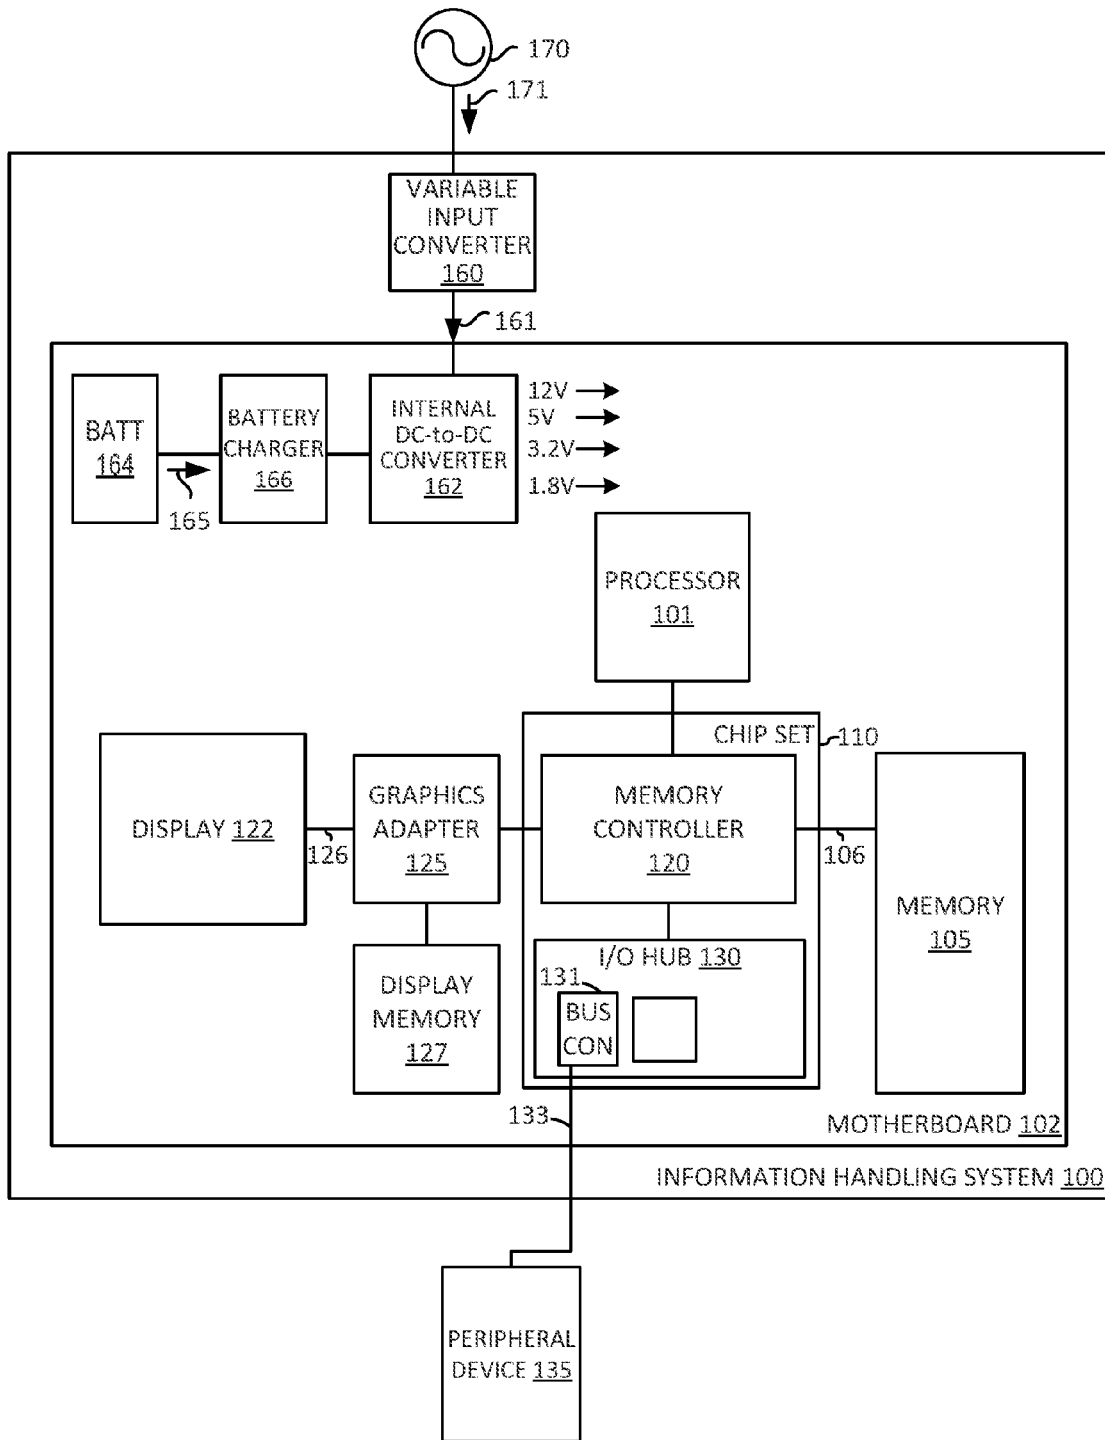 170
171
VARIABLE
INPUT
CONVERTER
160
161
BATT
164
165
BATTERY
CHARGER
166
INTERNAL
DC-to-DC
CONVERTER
162
12V
5V
3.2V
1.8V
PROCESSOR
101
CHIP SET
110
DISPLAY 122
126
GRAPHICS
ADAPTER
125
MEMORY
CONTROLLER
120
106
MEMORY
105
DISPLAY
MEMORY
127
I/O HUB 130
131
BUS
CON
133
MOTHERBOARD 102
INFORMATION HANDLING SYSTEM 100
PERIPHERAL
DEVICE 135